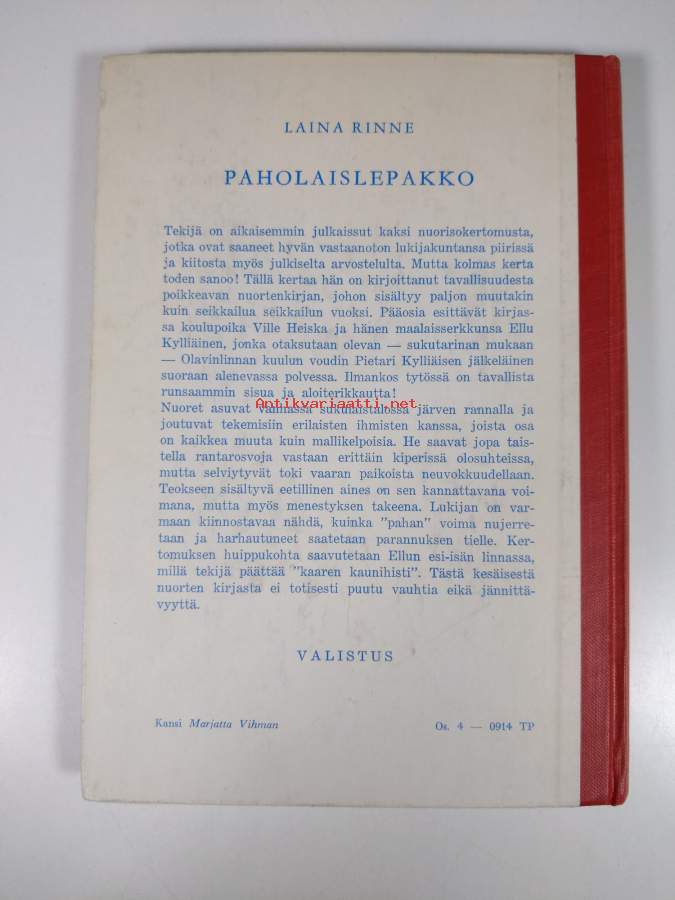 LAINA RINNE
PAHOLAISLEPAKKO
Tekijä on aikaisemmin julkaissut kaksi nuorisokertomusta,
jotka ovat saaneet hyvän vastaanoton lukijakuntansa piirissä
ja kiitosta myös julkiselta arvostelulta. Mutta kolmas kerta
toden sanoo! Tällä kertaa hän on kirjoittanut tavallisuudesta
poikkeavan nuortenkirjan, johon sisältyy paljon muutakin
kuin seikkailua seikkailun vuoksi. Pääosia esittävät kirjas-
sa koulupoika Ville Heiska ja hänen maalaisserkkunsa Ellu
Kylliäinen, jonka otaksutaan olevan — sukutarinan mukaan
— Olavinlinnan kuulun voudin Pietari Kylliäisen jälkeläinen
suoraan alenevassa polvessa. Ilmankos tytössä on tavallista
runsaammin sisua ja aloiterikkautta!
Antikvariaatti.net
Nuoret asuvat vanhassa sukulaistalossa järven rannalla ja
joutuvat tekemisiin erilaisten ihmisten kanssa, joista osa
on kaikkea muuta kuin mallikelpoisia. He saavat jopa tais-
tella rantarosvoja vastaan erittäin kiperissä olosuhteissa,
mutta selviytyvät toki vaaran paikoista neuvokkuudellaan.
Teokseen sisältyvä eetillinen aines on sen kannattavana voi-
mana, mutta myös menestyksen takeena. Lukijan on var-
maan kiinnostavaa nähdä, kuinka "pahan" voima nujerre-
taan ja harhautuneet saatetaan parannuksen tielle. Ker-
tomuksen huippukohta saavutetaan Ellun esi-isän linnassa,
millä tekijä päättää "kaaren kaunihisti". Tästä kesäisestä
nuorten kirjasta ei totisesti puutu vauhtia eikä jännittä-
vyyttä.
VALISTUS
Kansi Marjatta Vihman Os. 4 — 0914 TP